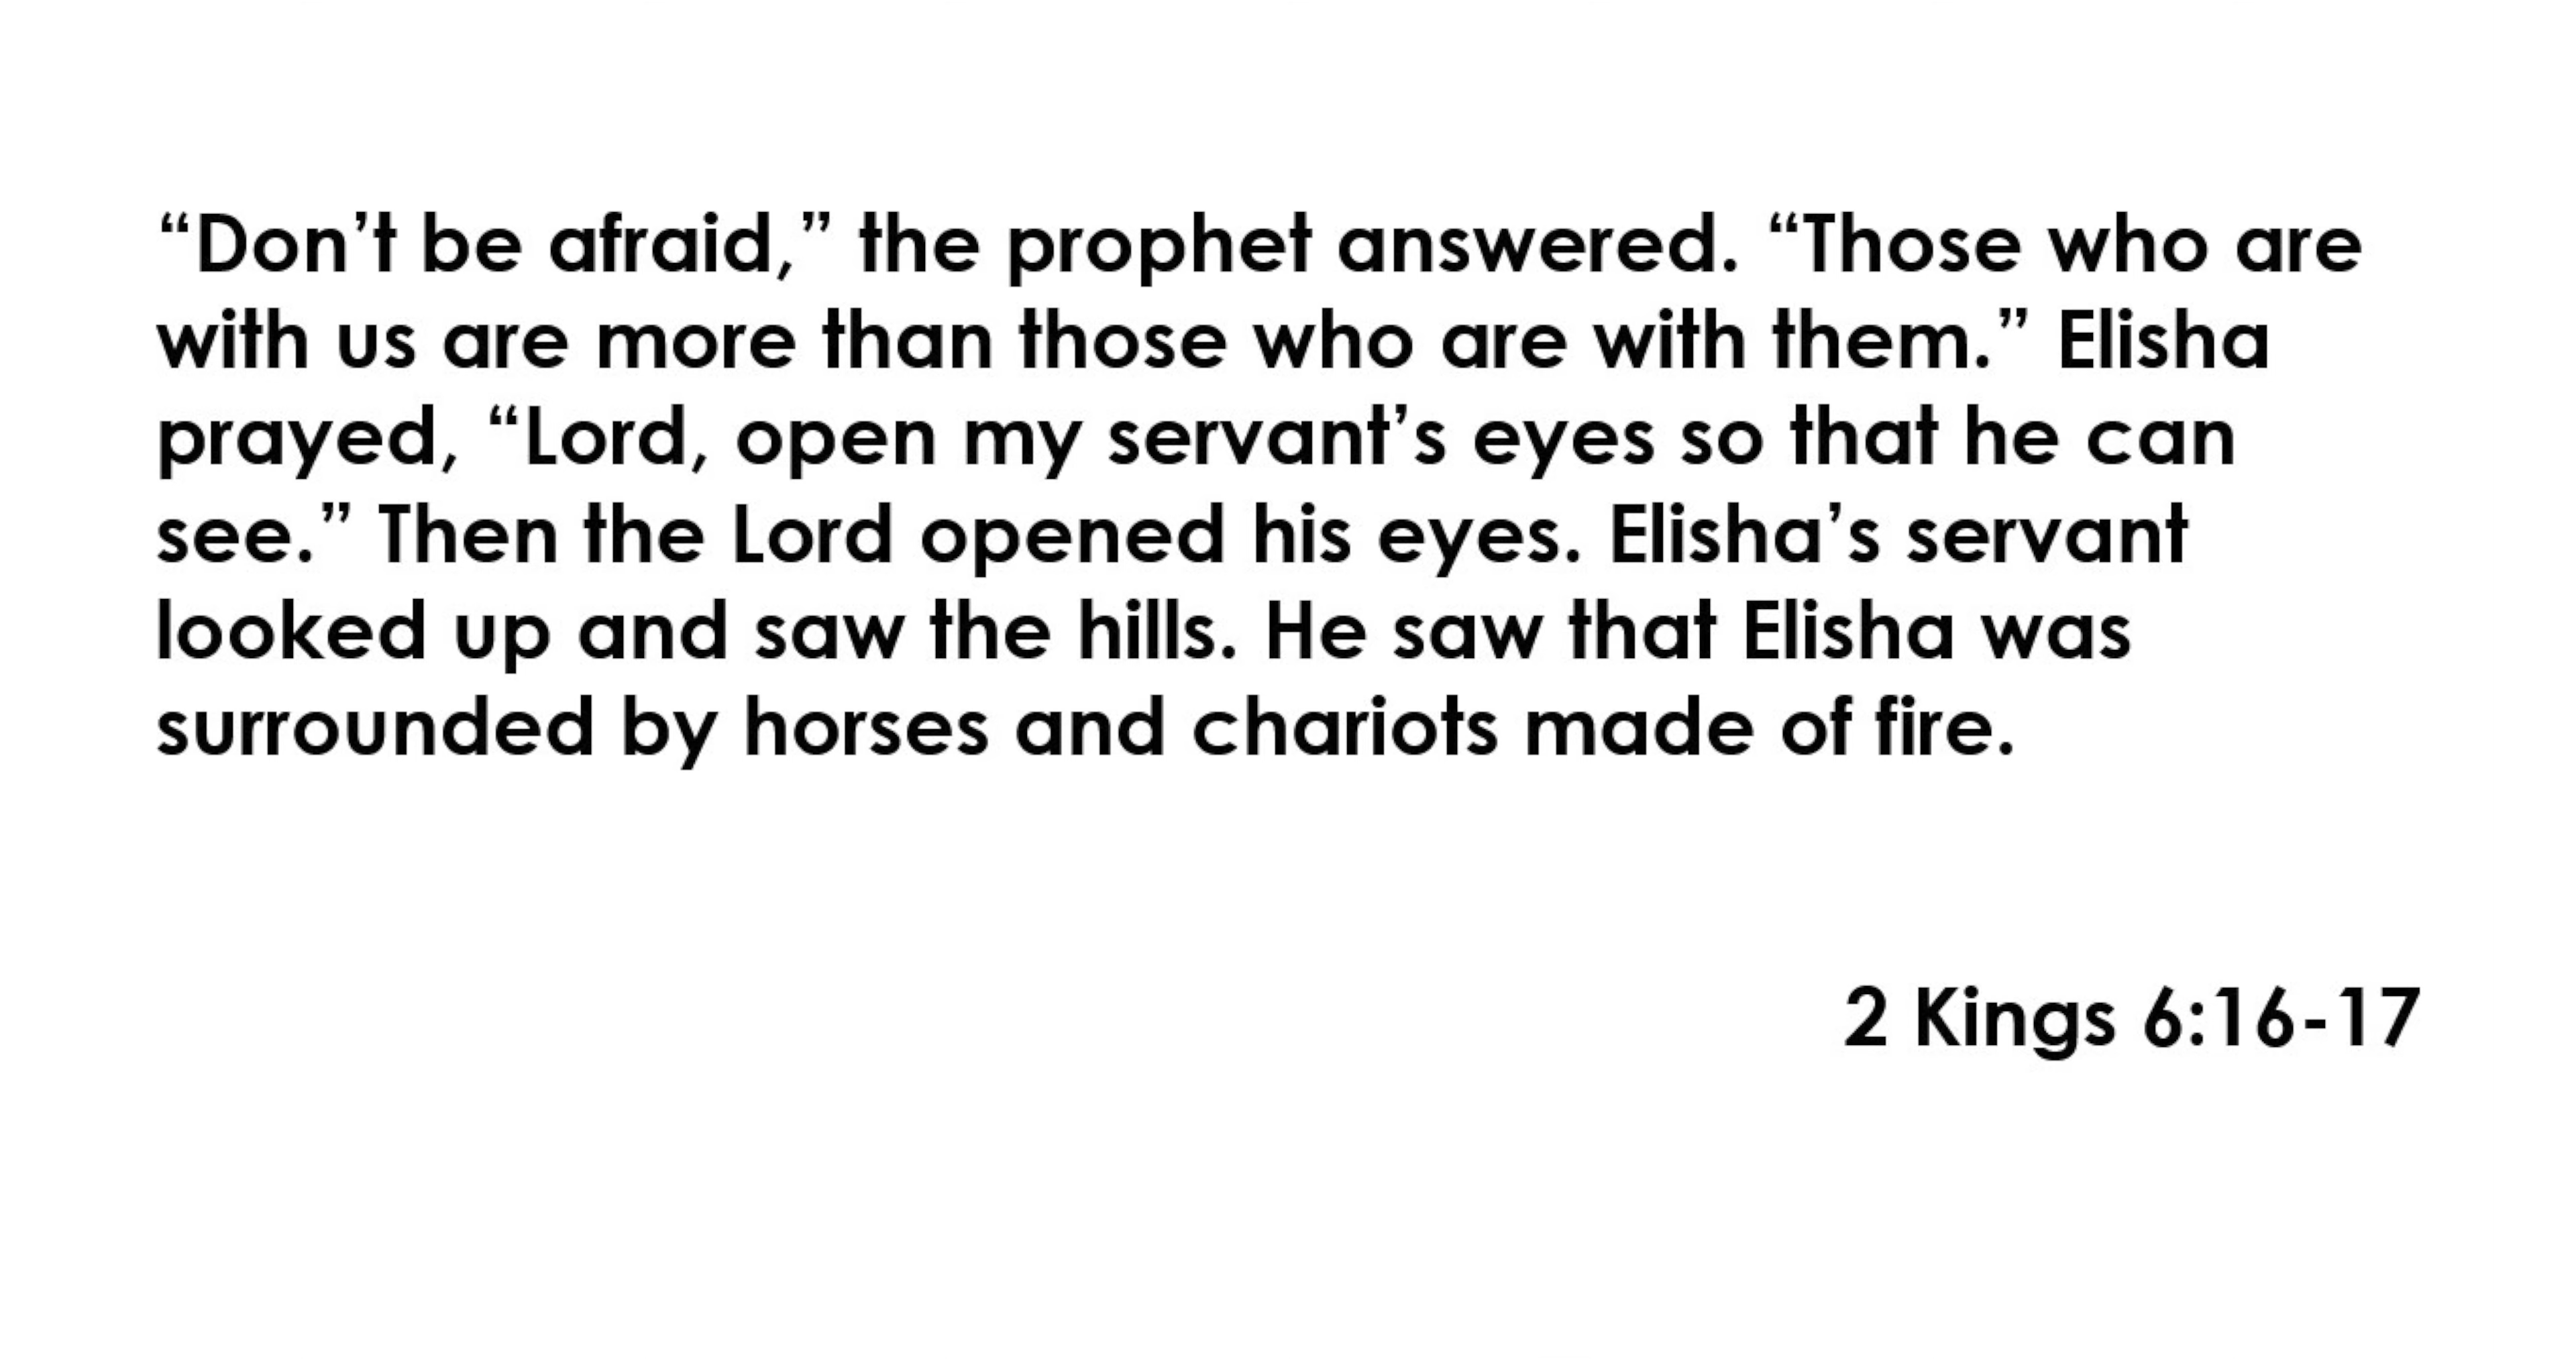 “Don’t be afraid,” the prophet answered. “Those who are
with us are more than those who are with them.” Elisha
prayed, “Lord, open my servant’s eyes so that he can
see.” Then the Lord opened his eyes. Elisha’s servant
looked up and saw the hills. He saw that Elisha was
surrounded by horses and chariots made of fire.
2 Kings 6:16-17